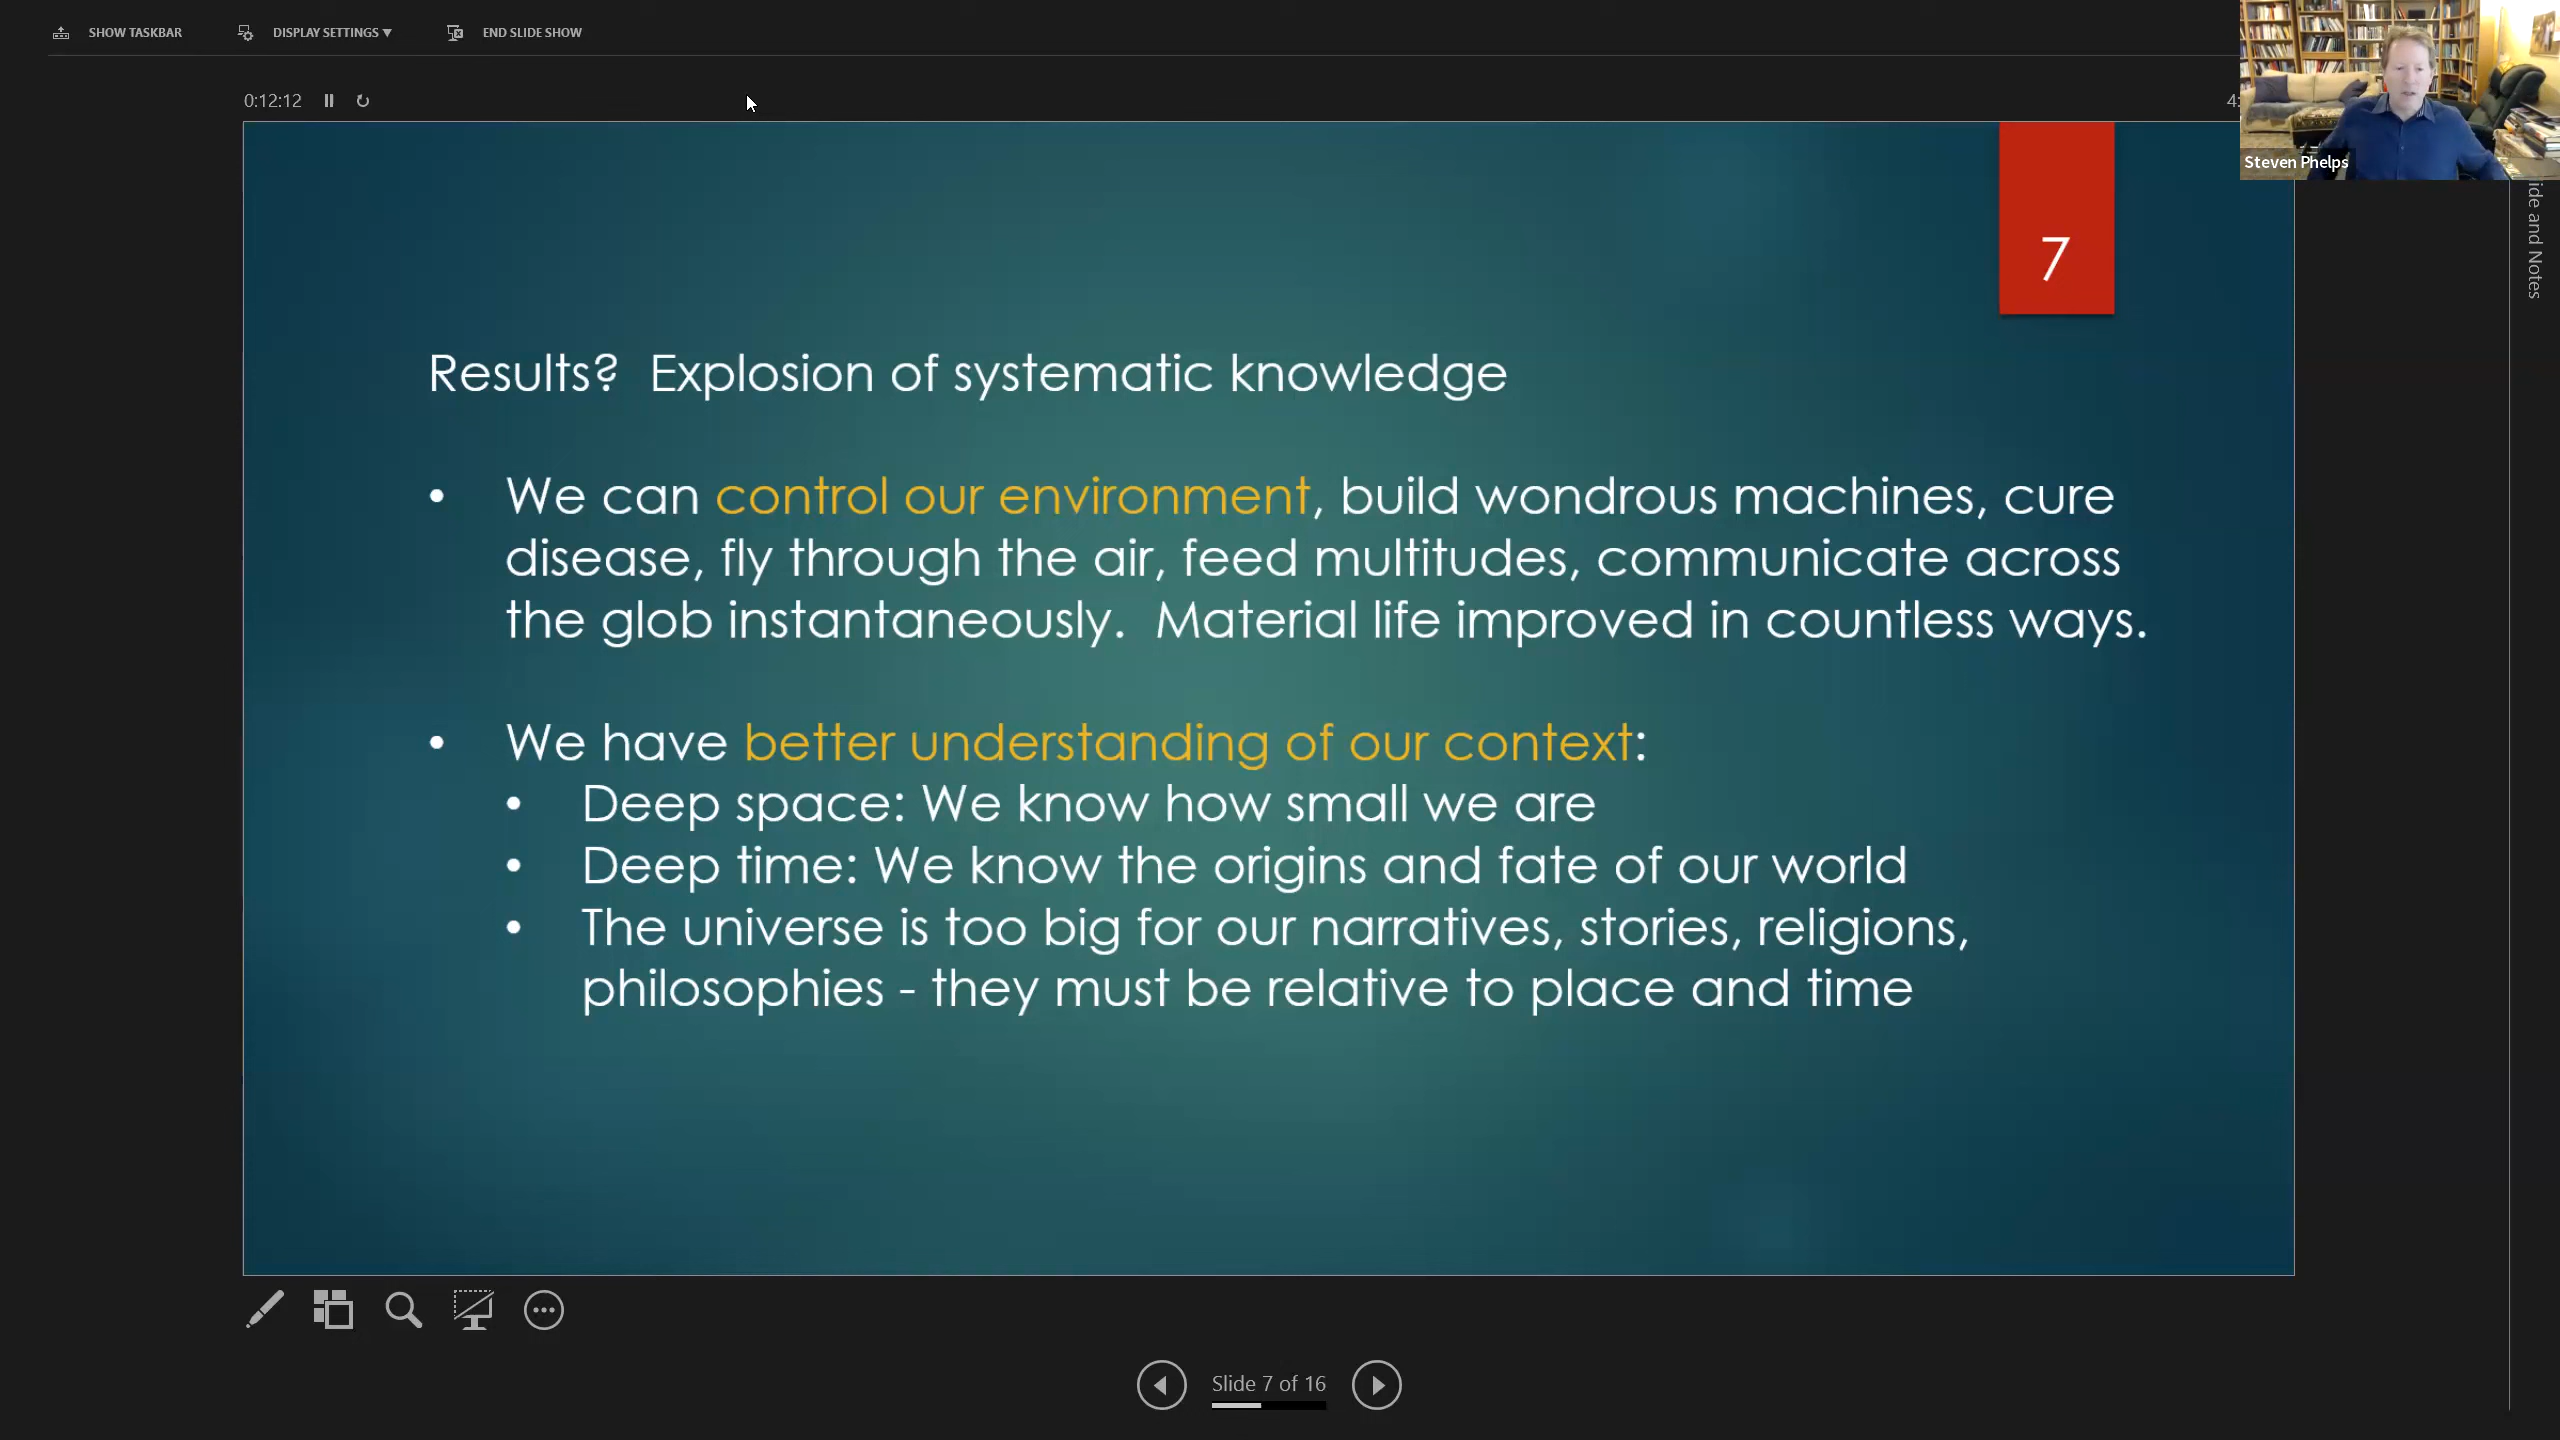 SHOW TASKBAR
DISPLAY SETTINGS ▼
END SLIDE SHOW
0:12:12
4:
Steven Phelps
7
Results?  Explosion of systematic knowledge
• We can control our environment, build wondrous machines, cure
disease, fly through the air, feed multitudes, communicate across
the glob instantaneously.  Material life improved in countless ways.
• We have better understanding of our context:
• Deep space: We know how small we are
• Deep time: We know the origins and fate of our world
• The universe is too big for our narratives, stories, religions,
philosophies - they must be relative to place and time
and Notes
Slide 7 of 16